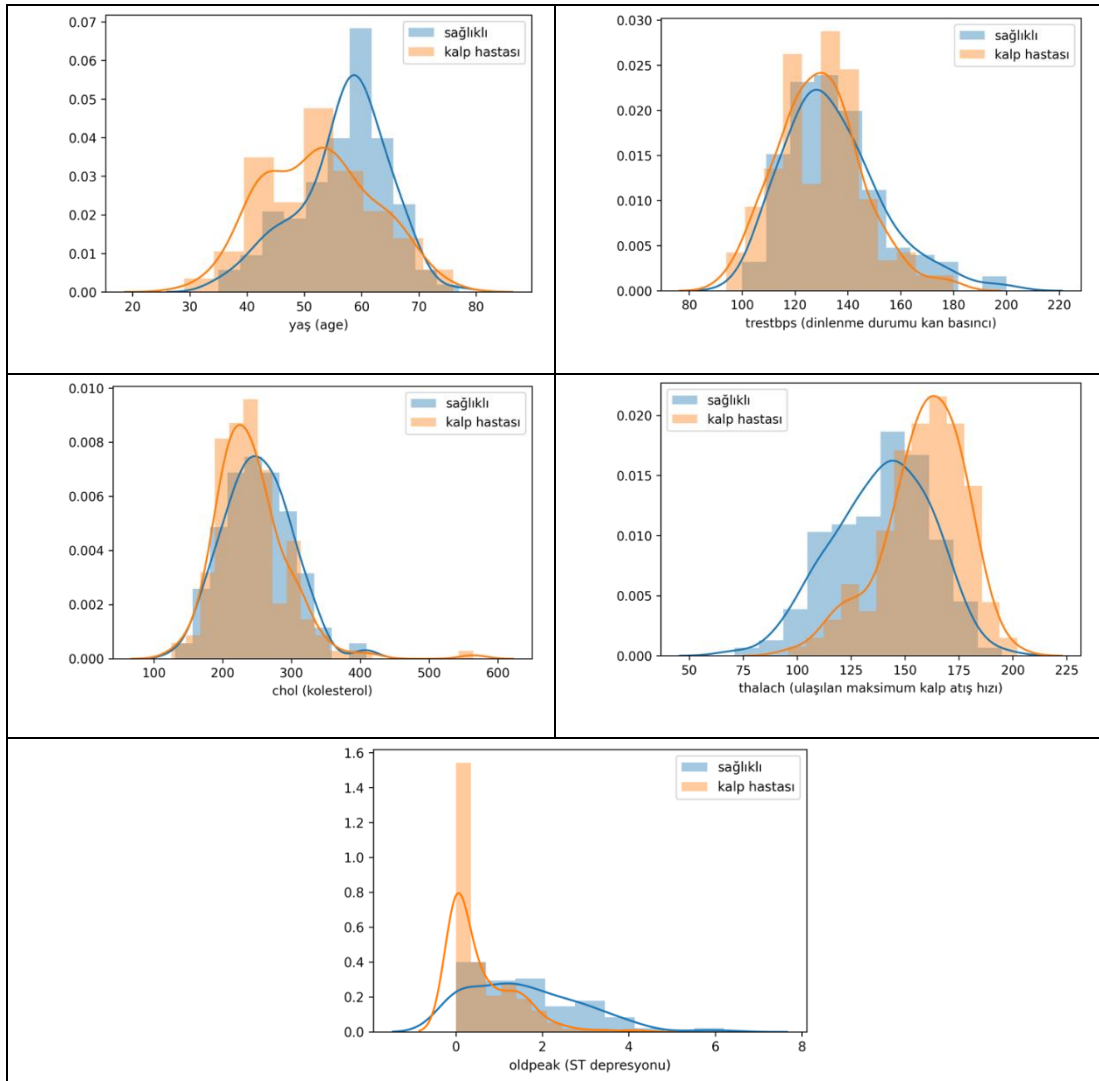 0.07
0.06
0.05
0.04
0.03
0.02
0.01
0.00
20 30 40 50 60 70 80
yaş (age)
sağlıklı
kalp hastası
0.030
0.025
0.020
0.015
0.010
0.005
0.000
80 100 120 140 160 180 200 220
trestbps (dinlenme durumu kan basıncı)
sağlıklı
kalp hastası
0.010
0.008
0.006
0.004
0.002
0.000
100 200 300 400 500 600
chol (kolesterol)
sağlıklı
kalp hastası
0.020
0.015
0.010
0.005
0.000
50 75 100 125 150 175 200 225
thalach (ulaşılan maksimum kalp atış hızı)
sağlıklı
kalp hastası
1.6
1.4
1.2
1.0
0.8
0.6
0.4
0.2
0.0
0 2 4 6 8
oldpeak (ST depresyonu)
sağlıklı
kalp hastası